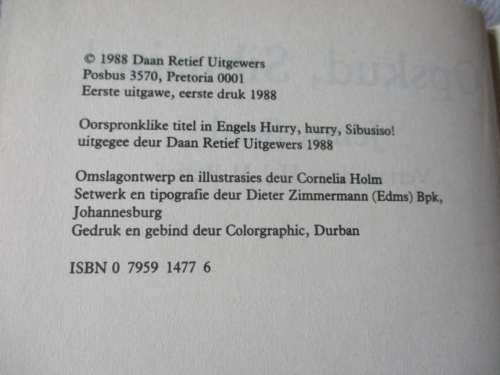 © 1988 Daan Retief Uitgewers
Posbus 3570, Pretoria 0001
Eerste uitgawe, eerste druk 1988
Oorspronklike titel in Engels Hurry, hurry, Sibusiso!
uitgegee deur Daan Retief Uitgewers 1988
Omslagontwerp en illustrasies deur Cornelia Holm
Setwerk en tipografie deur Dieter Zimmermann (Edms) Bpk,
Johannesburg
Gedruk en gebind deur Colorgraphic, Durban
ISBN 0 7959 1477 6